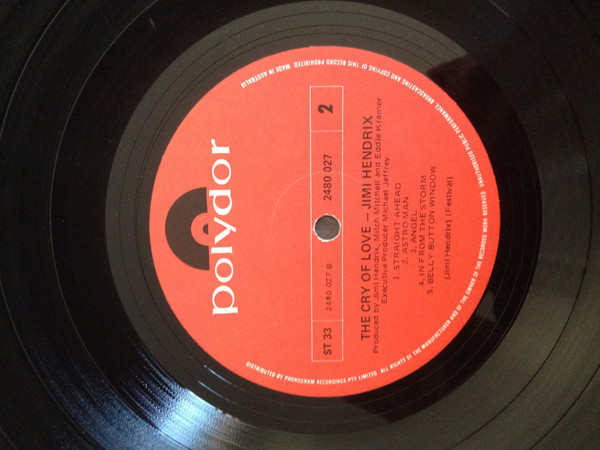 polydor
ST 33 2480 027 B 2480 027 2
THE CRY OF LOVE — JIMI HENDRIX
Produced by Jimi Hendrix, Mitch Mitchell and Eddie Kramer
Executive Producer Michael Jeffrey
1. STRAIGHT AHEAD
2. ASTRO MAN
3. ANGEL
4. IN FROM THE STORM
5. BELLY BUTTON WINDOW
(Jimi Hendrix) (Festival)
DISTRIBUTED BY PHONOGRAM RECORDINGS PTY LIMITED ALL RIGHTS OF THE MANUFACTURER AND OF THE OWNER OF THE RECORDED WORK RESERVED UNAUTHORISED PUBLIC PERFORMANCE, BROADCASTING AND COPYING OF THIS RECORD PROHIBITED MADE IN AUSTRALIA